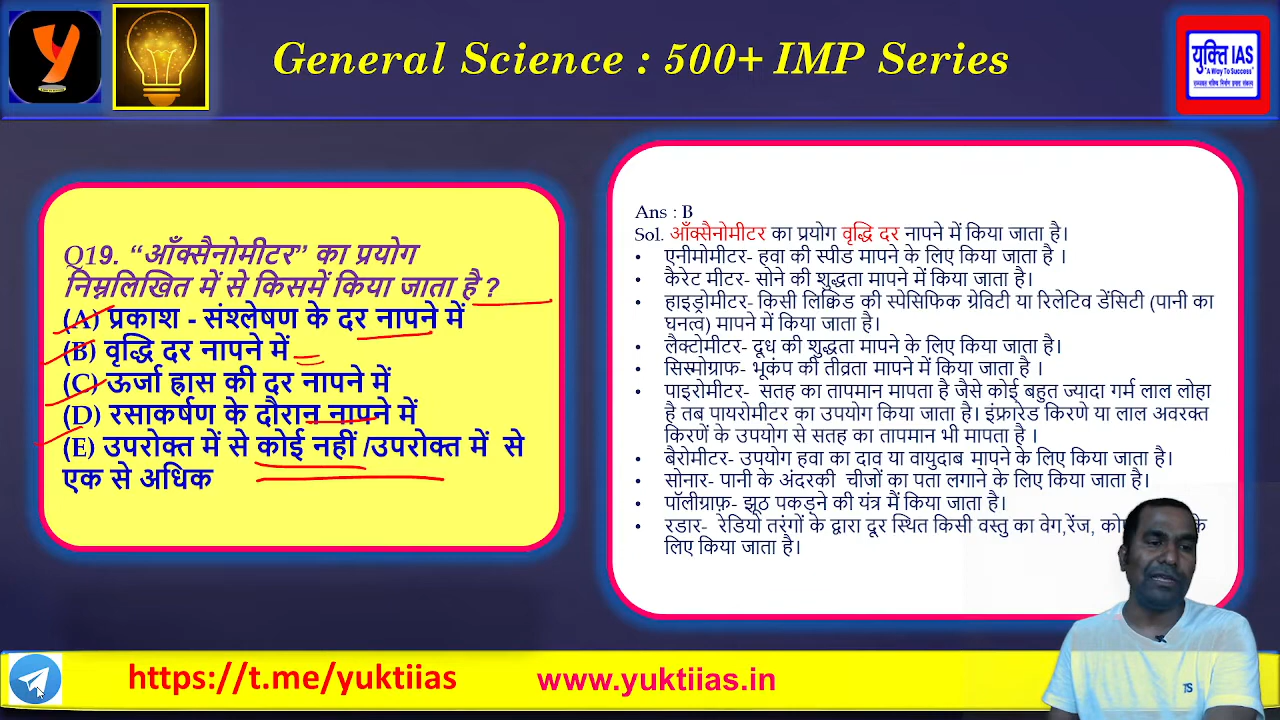 General Science : 500+ IMP Series
युक्ति IAS
"A Way To Success"
Q19. “ऑंक्सैनोमीटर” का प्रयोग
निम्नलिखित में से किसमें किया जाता है ?
(A) प्रकाश - संश्लेषण के दर नापने में
(B) वृद्धि दर नापने में
(C) ऊर्जा ह्रास की दर नापने में
(D) रसाकर्षण के दौरान नापने में
(E) उपरोक्त में से कोई नहीं /उपरोक्त में से
एक से अधिक
Ans : B
Sol. ऑंक्सैनोमीटर का प्रयोग वृद्धि दर नापने में किया जाता है।
• एनीमोमीटर- हवा की स्पीड मापने के लिए किया जाता है ।
• कैरेट मीटर- सोने की शुद्धता मापने में किया जाता है।
• हाइड्रोमीटर- किसी लिक्विड की स्पेसिफिक ग्रेविटी या रिलेटिव डेंसिटी (पानी का
घनत्व) मापने में किया जाता है।
• लैक्टोमीटर- दूध की शुद्धता मापने के लिए किया जाता है।
• सिस्मोग्राफ- भूकंप की तीव्रता मापने में किया जाता है ।
• पाइरोमीटर- सतह का तापमान मापता है जैसे कोई बहुत ज्यादा गर्म लाल लोहा
है तब पायरोमीटर का उपयोग किया जाता है। इंफ्रारेड किरणे या लाल अवरक्त
किरणें के उपयोग से सतह का तापमान भी मापता है ।
• बैरोमीटर- उपयोग हवा का दाव या वायुदाब मापने के लिए किया जाता है।
• सोनार- पानी के अंदरकी चीजों का पता लगाने के लिए किया जाता है।
• पॉलीग्राफ़- झूठ पकड़ने की यंत्र मैं किया जाता है।
• रडार- रेडियो तरंगों के द्वारा दूर स्थित किसी वस्तु का वेग,रेंज, के
लिए किया जाता है।
https://t.me/yuktiias
www.yuktiias.in